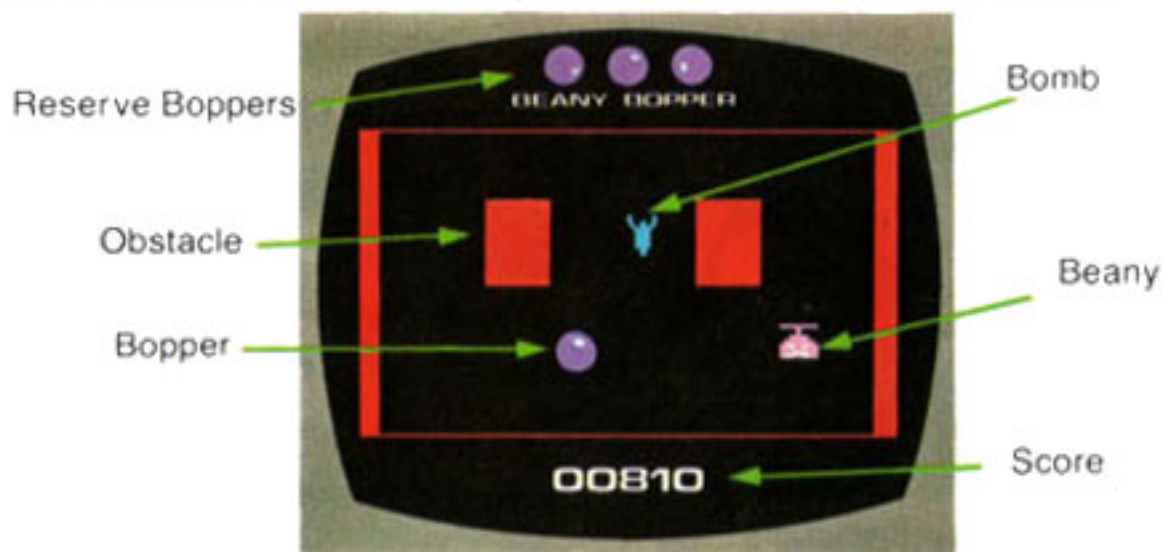 Reserve Boppers
BEANY BOPPER
Bomb
Obstacle
Beany
Bopper
00810
Score